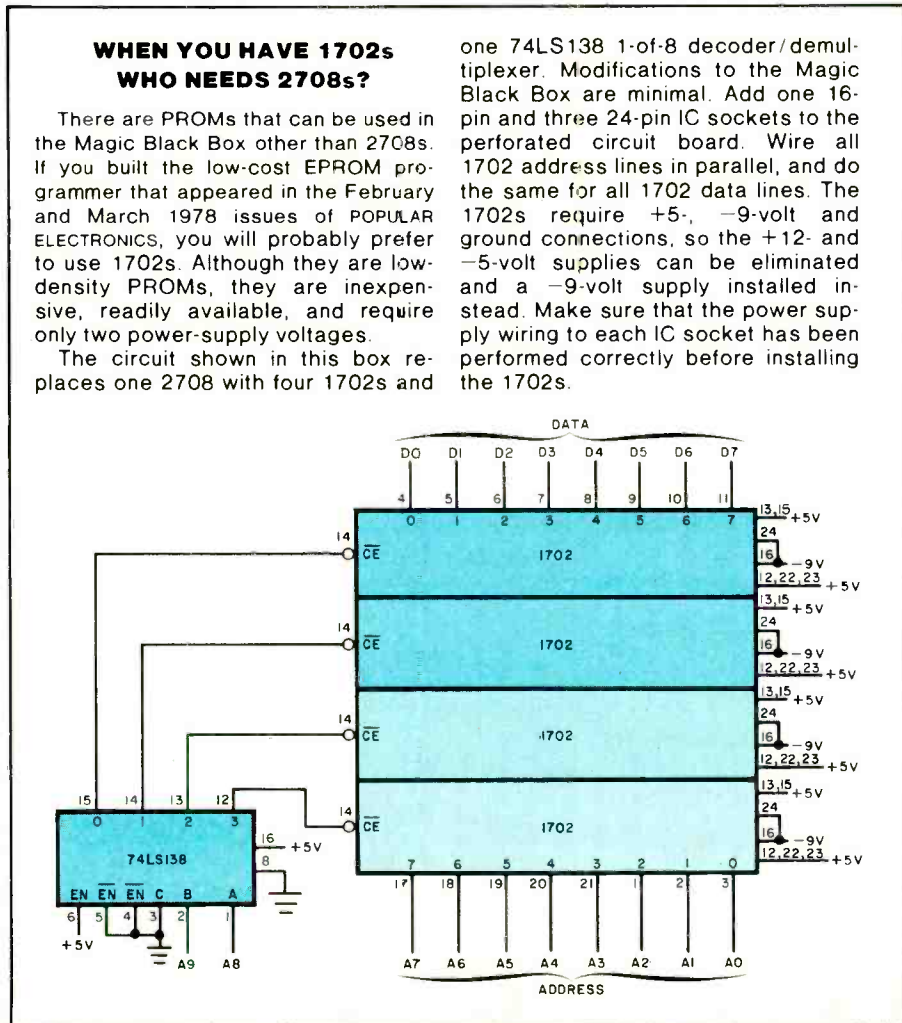 WHEN YOU HAVE 1702s
WHO NEEDS 2708s?
There are PROMs that can be used in
the Magic Black Box other than 2708s.
If you built the low-cost EPROM pro-
grammer that appeared in the February
and March 1978 issues of POPULAR
ELECTRONICS, you will probably prefer
to use 1702s. Although they are low-
density PROMs, they are inexpen-
sive, readily available, and require
only two power-supply voltages.
The circuit shown in this box re-
places one 2708 with four 1702s and
one 74LS138 1-of-8 decoder/demul-
tiplexer. Modifications to the Magic
Black Box are minimal. Add one 16-
pin and three 24-pin IC sockets to the
perforated circuit board. Wire all
1702 address lines in parallel, and do
the same for all 1702 data lines. The
1702s require +5-, −9-volt and
ground connections, so the +12- and
−5-volt supplies can be eliminated
and a −9-volt supply installed in-
stead. Make sure that the power sup-
ply wiring to each IC socket has been
performed correctly before installing
the 1702s.
DATA
D0 D1 D2 D3 D4 D5 D6 D7
4 5 6 7 8 9 10 11
0 1 2 3 4 5 6 7
13,15 +5V
14 CE 1702
24
16 −9V
12,22,23 +5V
13,15 +5V
14 CE 1702
24
16 −9V
12,22,23 +5V
13,15 +5V
14 CE 1702
24
16 −9V
12,22,23 +5V
13,15 +5V
14 CE 1702
24
16 −9V
12,22,23 +5V
15 14 13 12
0 1 2 3
74LS138
16 +5V
8
EN EN EN C B A
6 5 4 3 2 1
+5V A9 A8
7 6 5 4 3 2 1 0
17 18 19 20 21 1 2 3
A7 A6 A5 A4 A3 A2 A1 A0
ADDRESS